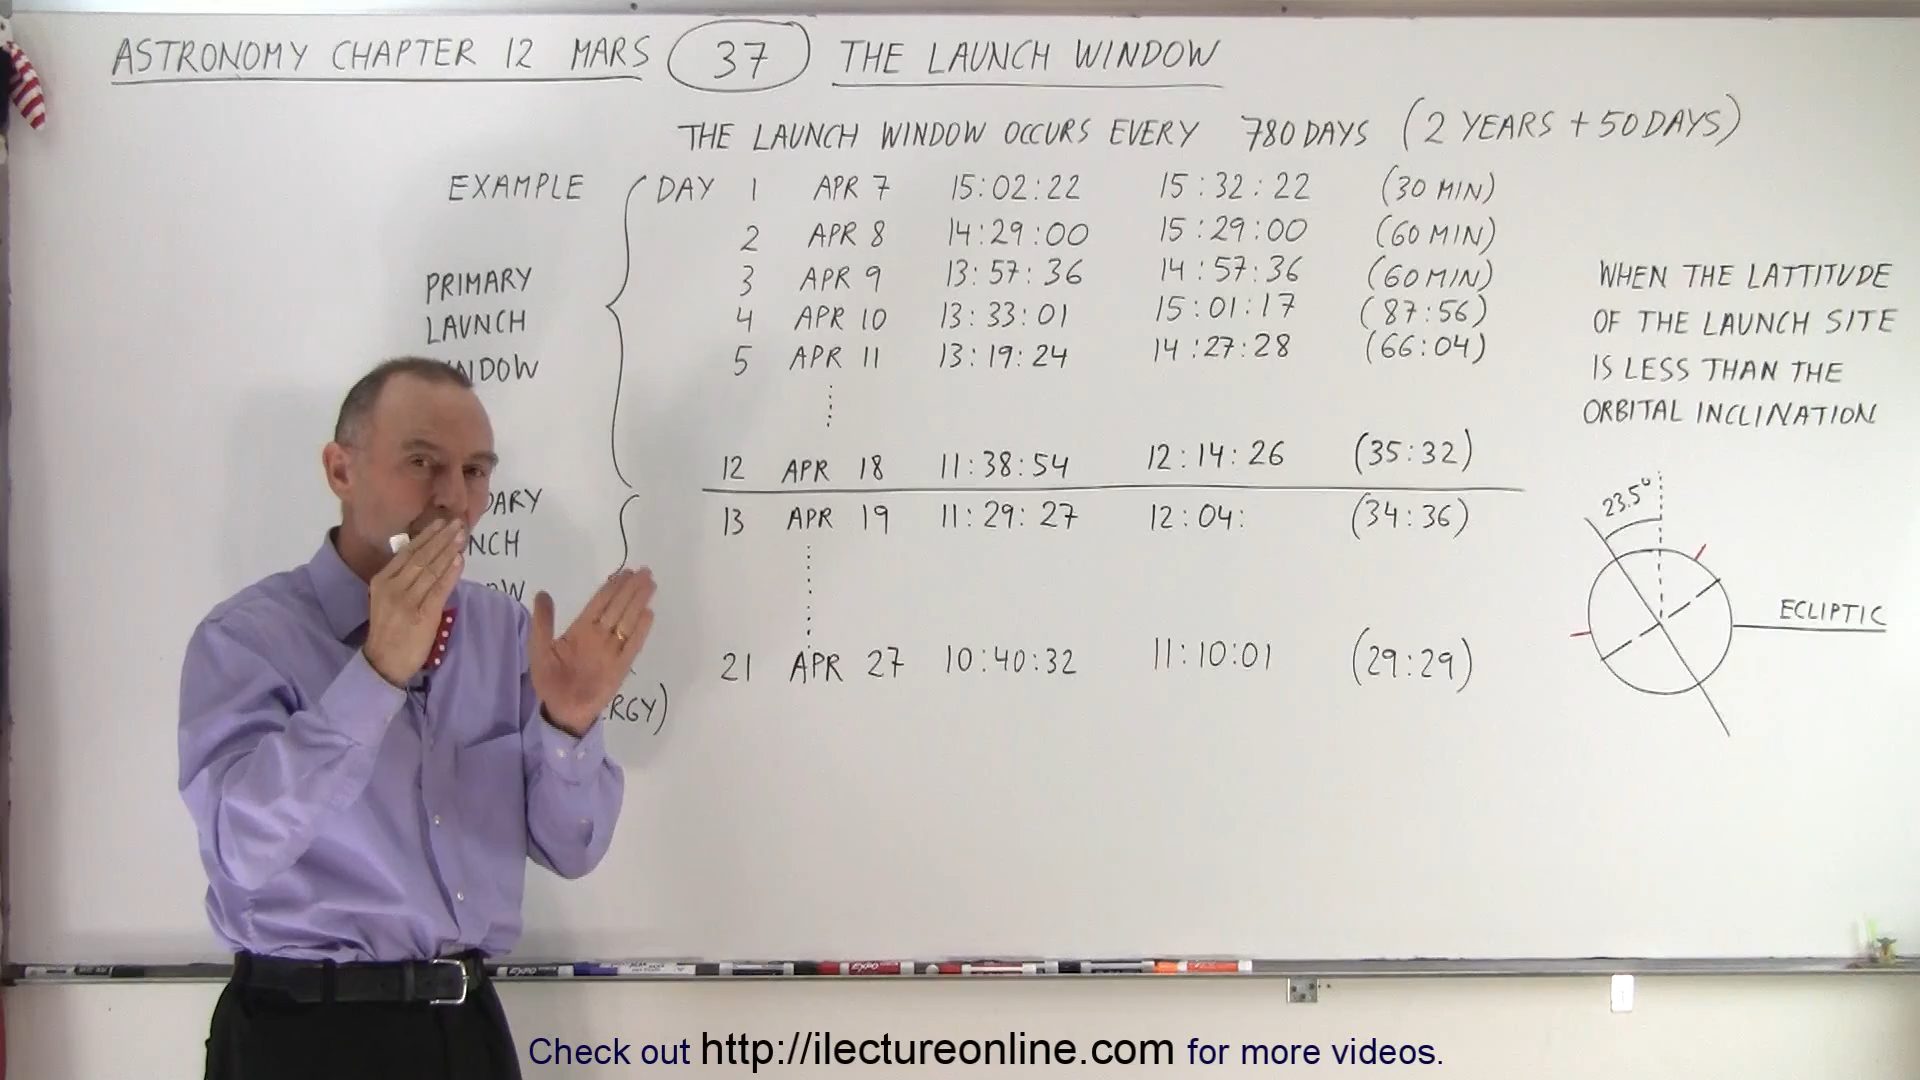 ASTRONOMY CHAPTER 12 MARS 37 THE LAUNCH WINDOW
THE LAUNCH WINDOW OCCURS EVERY 780 DAYS (2 YEARS + 50 DAYS)
EXAMPLE DAY 1 APR 7 15:02:22 15:32:22 (30 MIN)
2 APR 8 14:29:00 15:29:00 (60 MIN)
PRIMARY 3 APR 9 13:57:36 14:57:36 (60 MIN)
LAUNCH 4 APR 10 13:33:01 15:01:17 (87:56)
NDOW 5 APR 11 13:19:24 14:27:28 (66:04)
12 APR 18 11:38:54 12:14:26 (35:32)
DARY 13 APR 19 11:29:27 12:04: (34:36)
NCH
OW
21 APR 27 10:40:32 11:10:01 (29:29)
RGY)
WHEN THE LATTITUDE
OF THE LAUNCH SITE
IS LESS THAN THE
ORBITAL INCLINATION
23.5°
ECLIPTIC
Check out http://ilectureonline.com for more videos.